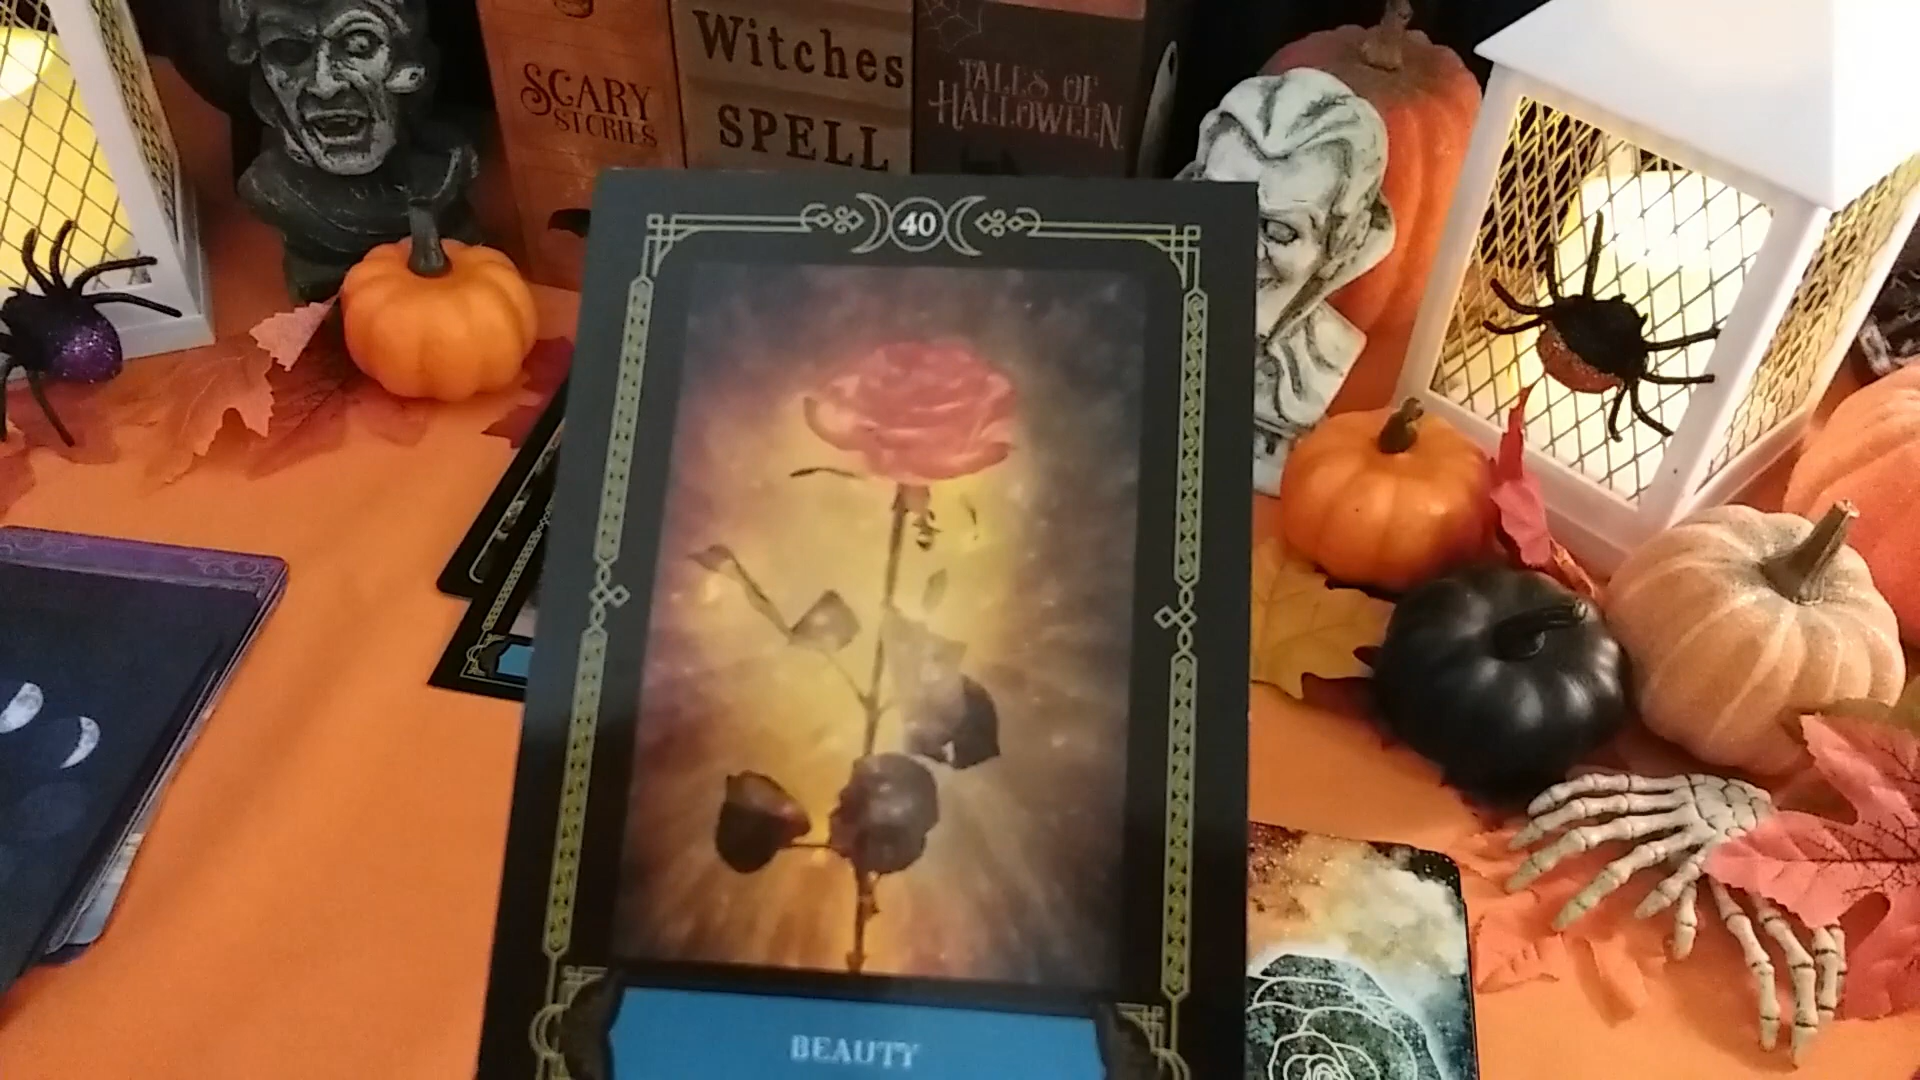 SCARY
STORIES
Witches
SPELL
TALES OF
HALLOWEEN
40
BEAUTY